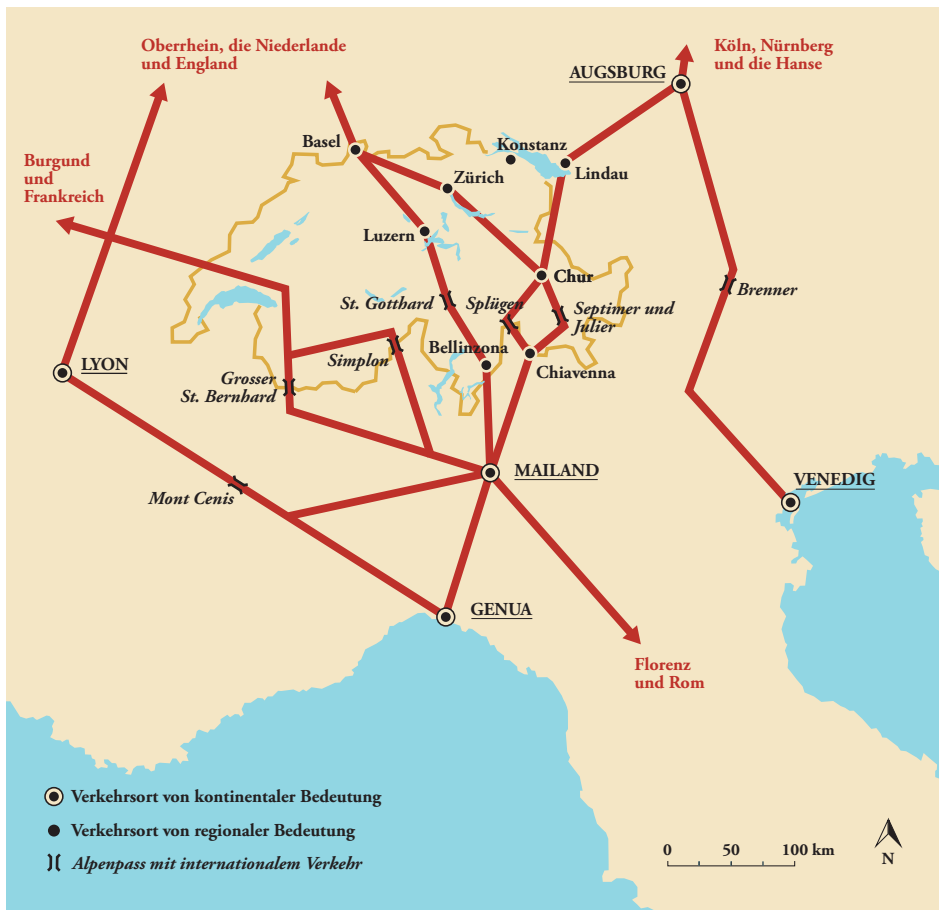 Oberrhein, die Niederlande
und England
Köln, Nürnberg
und die Hanse
AUGSBURG
Burgund
und
Frankreich
Basel
Konstanz
Lindau
Zürich
Luzern
Chur
St. Gotthard
Splügen
Septimer und
Julier
Brenner
Bellinzona
Simplon
Chiavenna
LYON
Grosser
St. Bernhard
MAILAND
VENEDIG
Mont Cenis
GENUA
Florenz
und Rom
Verkehrsort von kontinentaler Bedeutung
Verkehrsort von regionaler Bedeutung
Alpenpass mit internationalem Verkehr
0 50 100 km
N